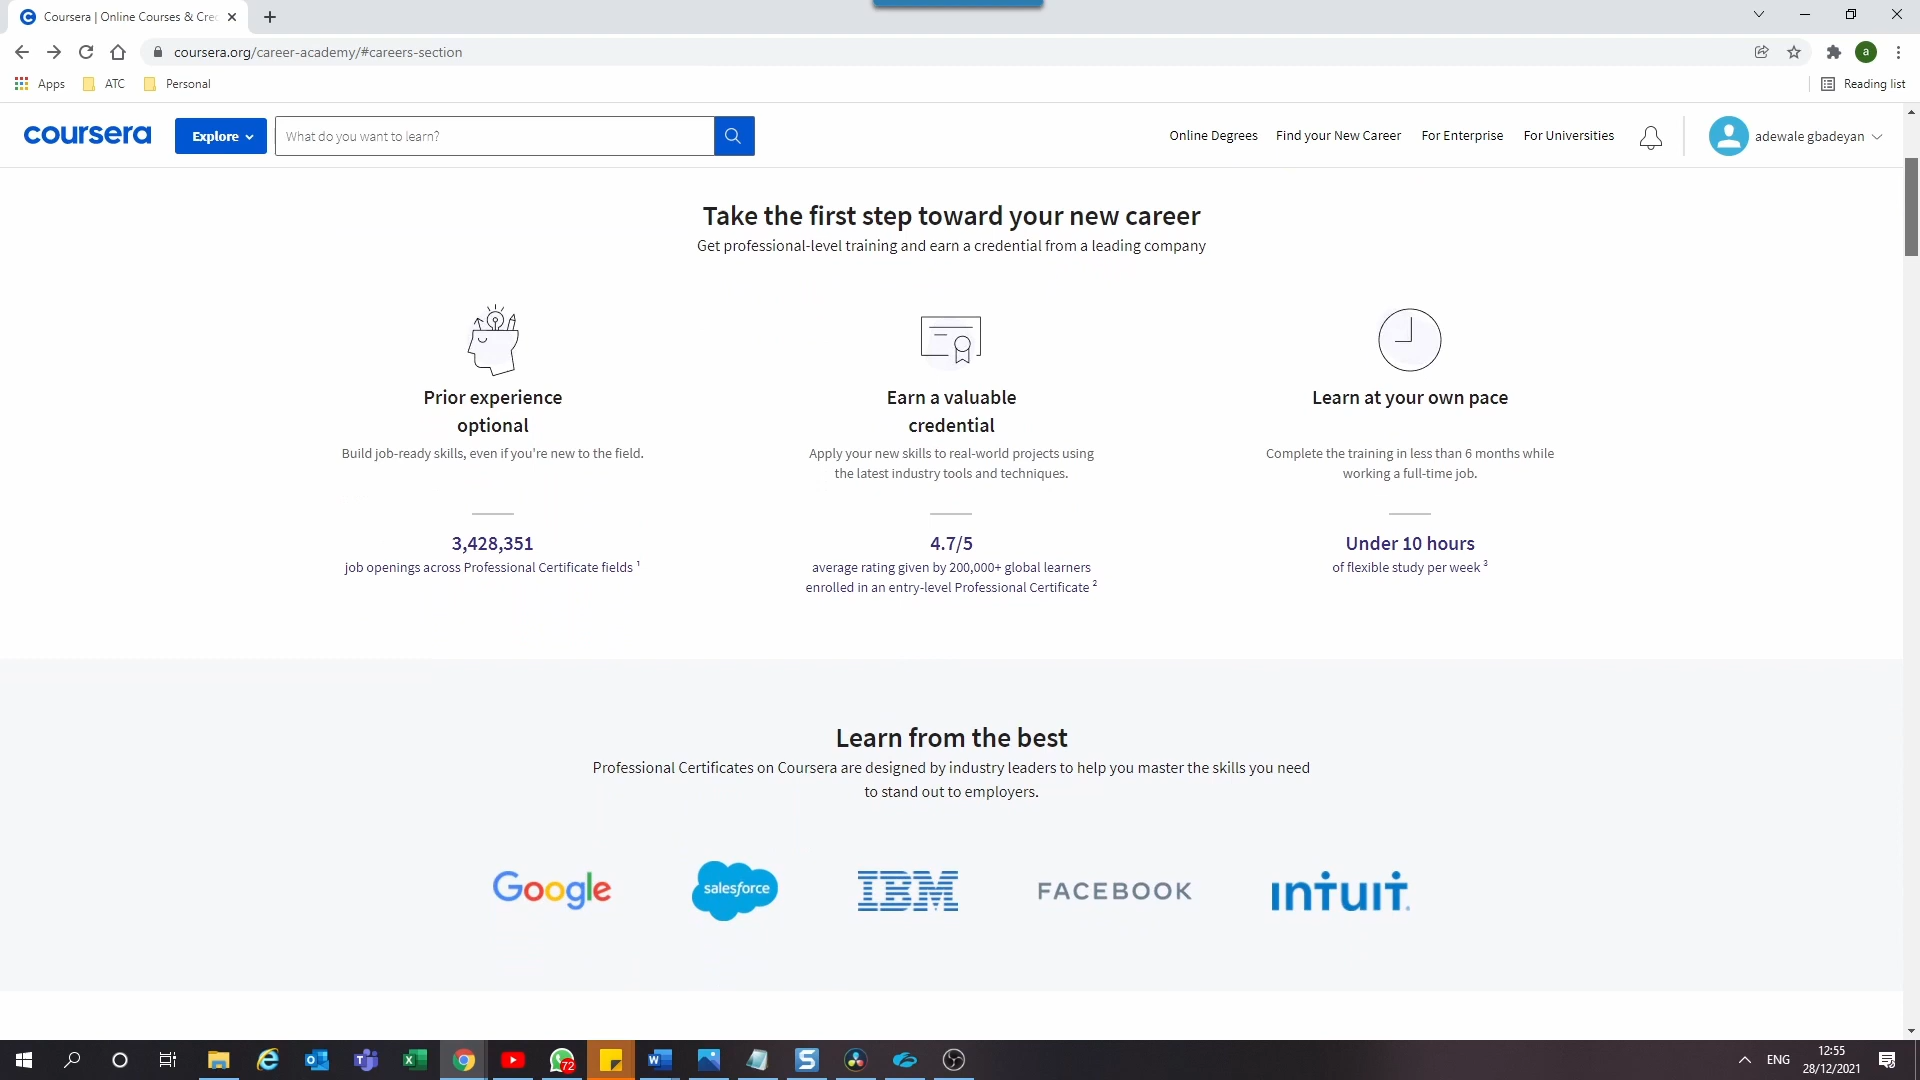 Coursera | Online Courses & Cre
coursera.org/career-academy/#careers-section
Apps
ATC
Personal
Reading list
a
coursera
Explore
What do you want to learn?
Online Degrees
Find your New Career
For Enterprise
For Universities
adewale gbadeyan
Take the first step toward your new career
Get professional-level training and earn a credential from a leading company
Prior experience
optional
Build job-ready skills, even if you're new to the field.
3,428,351
job openings across Professional Certificate fields 1
Earn a valuable
credential
Apply your new skills to real-world projects using
the latest industry tools and techniques.
4.7/5
average rating given by 200,000+ global learners
enrolled in an entry-level Professional Certificate 2
Learn at your own pace
Complete the training in less than 6 months while
working a full-time job.
Under 10 hours
of flexible study per week 3
Learn from the best
Professional Certificates on Coursera are designed by industry leaders to help you master the skills you need
to stand out to employers.
Google
salesforce
IBM
FACEBOOK
intuit.
72
ENG
12:55
28/12/2021